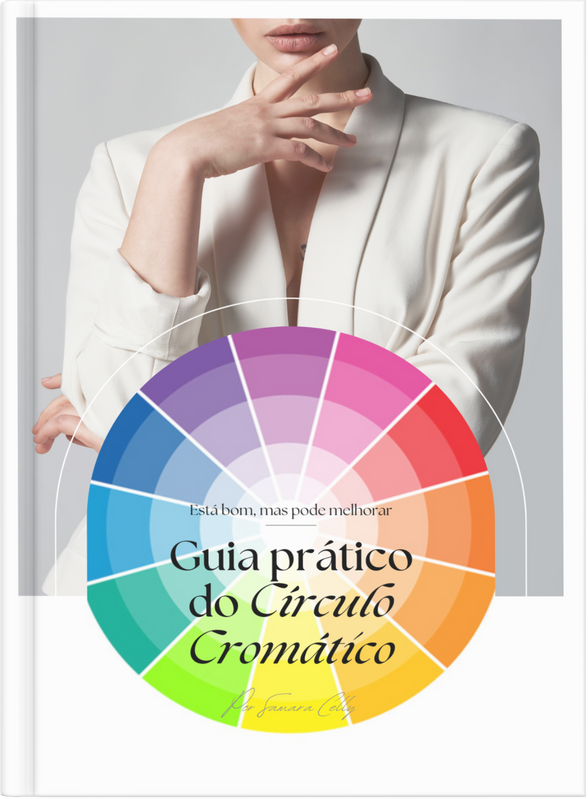 Está bom, mas pode melhorar
Guia prático
do Círculo
Cromático
Por Samara Celly